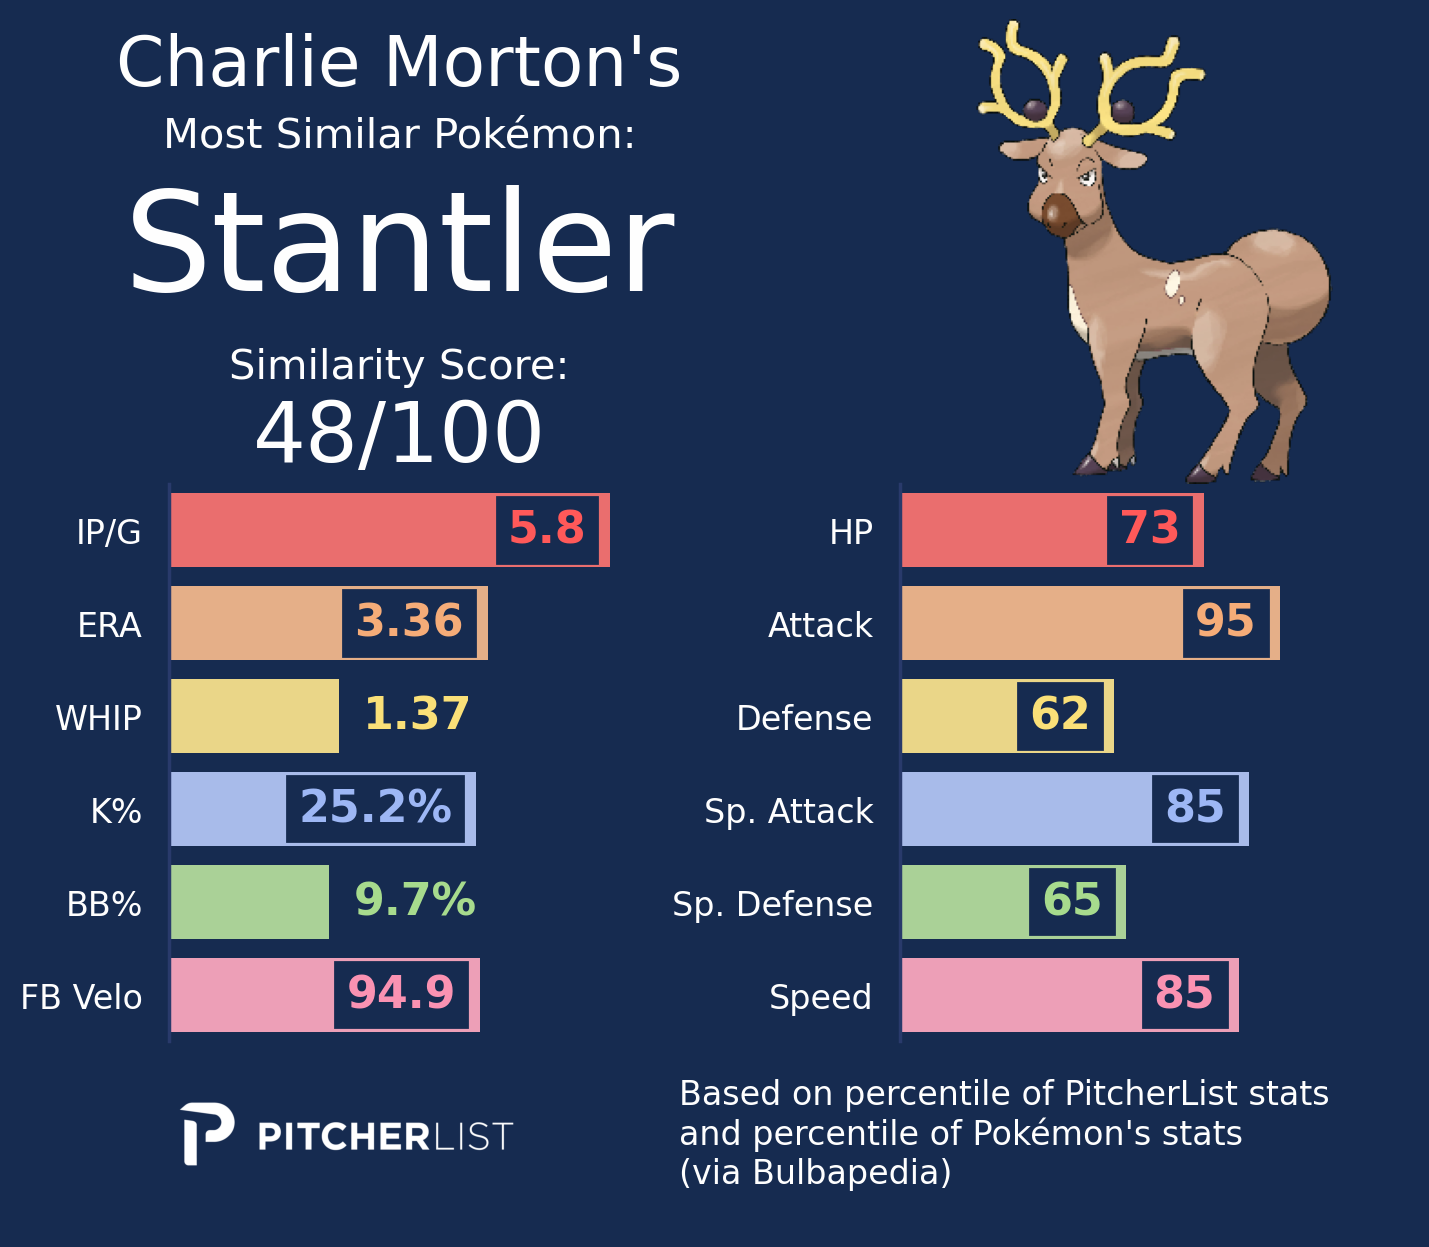 Charlie Morton's
Most Similar Pokémon:
Stantler
Similarity Score:
48/100
IP/G 5.8
ERA 3.36
WHIP 1.37
K% 25.2%
BB% 9.7%
FB Velo 94.9
HP 73
Attack 95
Defense 62
Sp. Attack 85
Sp. Defense 65
Speed 85
PITCHERLIST
Based on percentile of PitcherList stats
and percentile of Pokémon's stats
(via Bulbapedia)